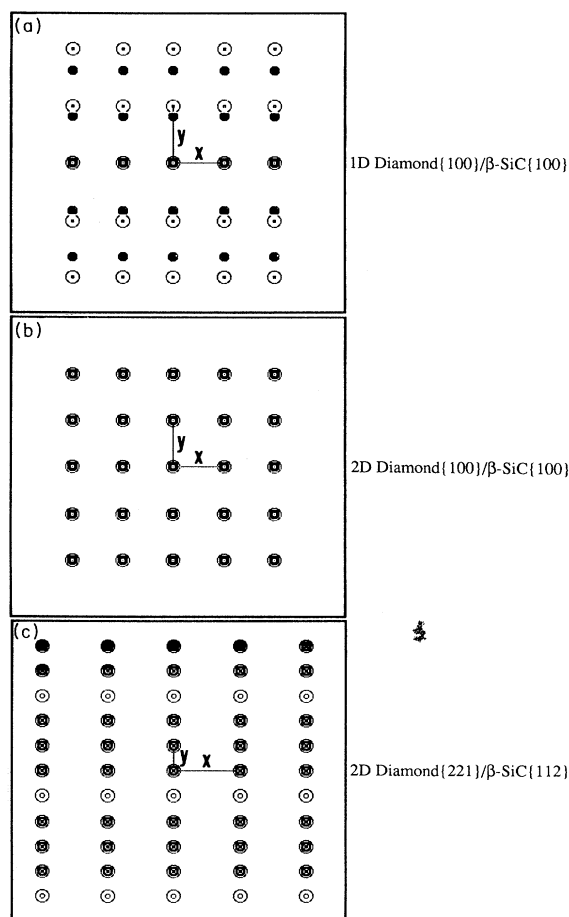 (a)
y
x
1D Diamond{100}/β-SiC{100}
(b)
y
x
2D Diamond{100}/β-SiC{100}
(c)
y
x
2D Diamond{221}/β-SiC{112}